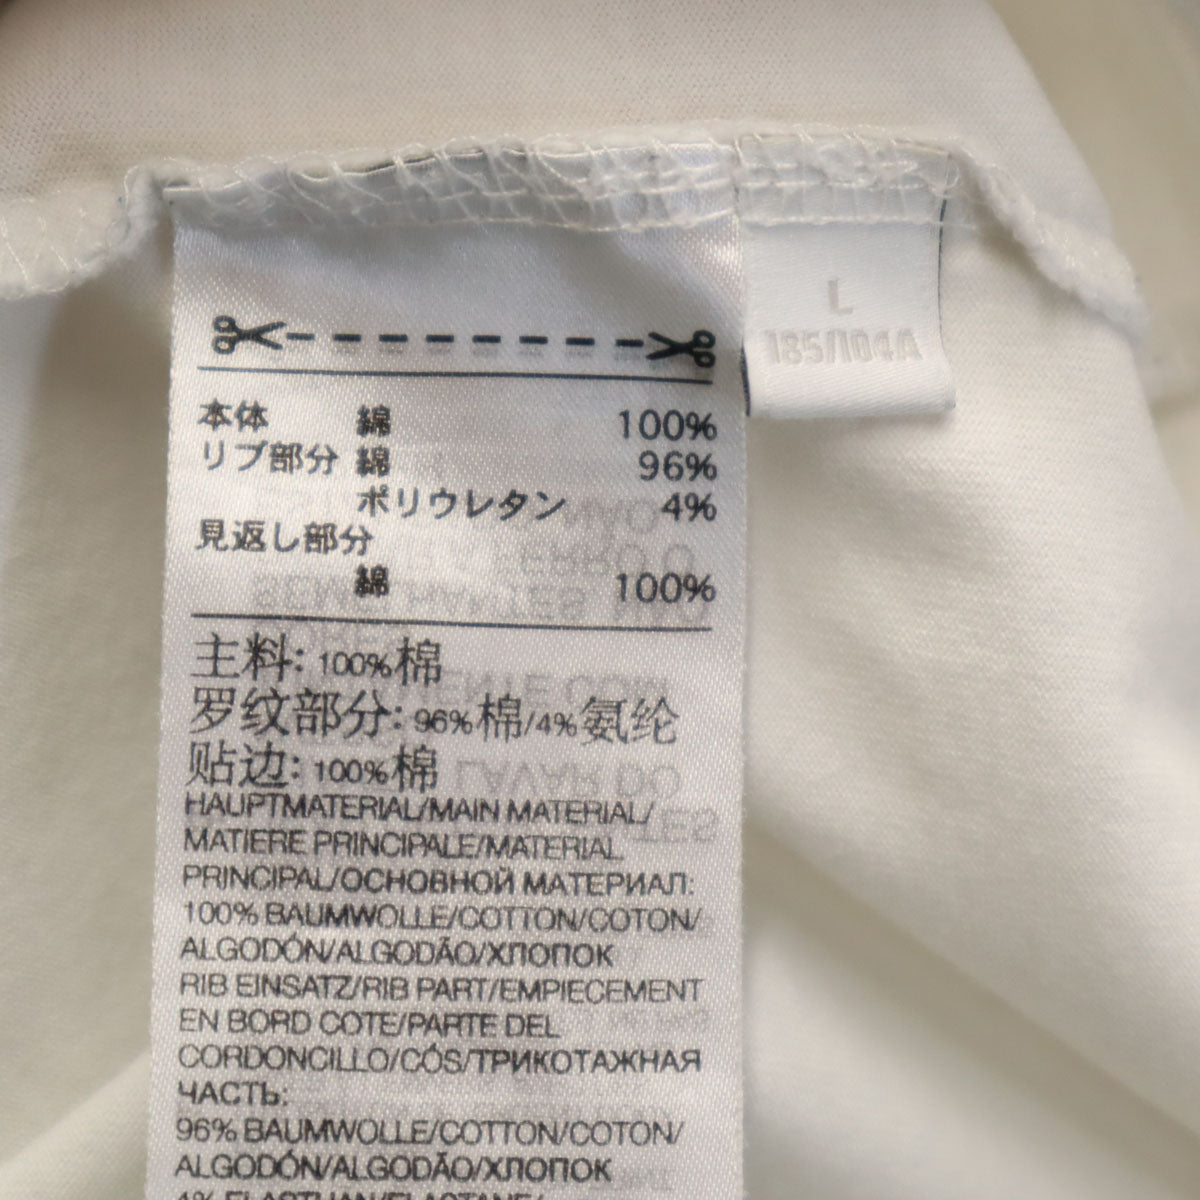 L
185/104A
本体 綿 100%
リブ部分 綿 96%
ポリウレタン 4%
見返し部分
綿 100%
主料: 100%棉
罗纹部分: 96%棉/4%氨纶
贴边: 100%棉
HAUPTMATERIAL/MAIN MATERIAL/
MATIERE PRINCIPALE/MATERIAL
PRINCIPAL/ОСНОВНОЙ МАТЕРИАЛ:
100% BAUMWOLLE/COTTON/COTON/
ALGODÓN/ALGODÃO/ХЛОПОК
RIB EINSATZ/RIB PART/EMPIECEMENT
EN BORD COTE/PARTE DEL
CORDONCILLO/CÓS/ТРИКОТАЖНАЯ
ЧАСТЬ:
96% BAUMWOLLE/COTTON/COTON/
ALGODÓN/ALGODÃO/ХЛОПОК
4% ELASTHAN/ELASTANE/